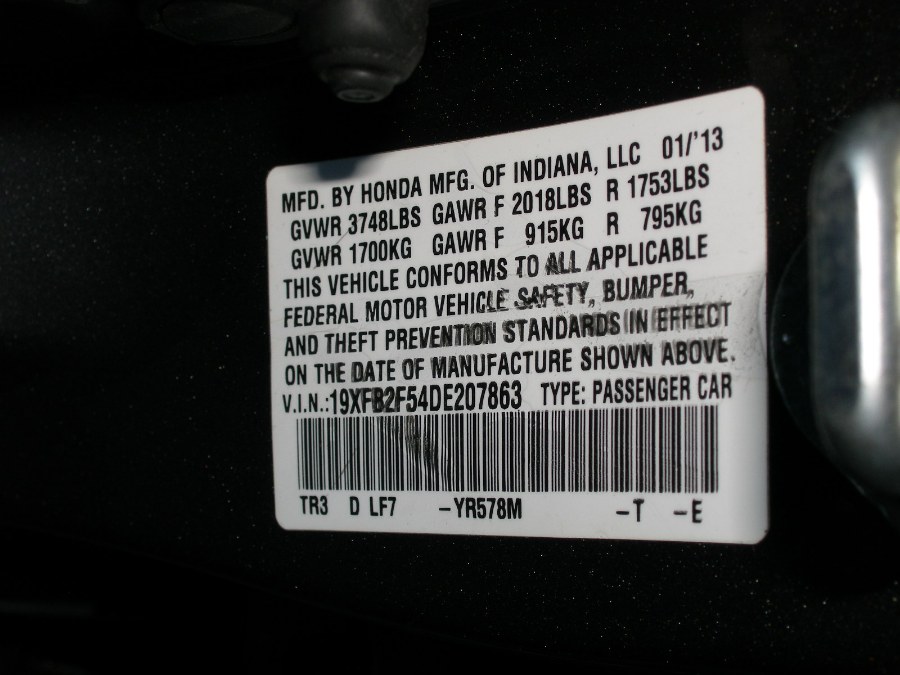 MFD. BY HONDA MFG. OF INDIANA, LLC 01/'13
GVWR 3748LBS GAWR F 2018LBS R 1753LBS
GVWR 1700KG GAWR F 915KG R 795KG
THIS VEHICLE CONFORMS TO ALL APPLICABLE
FEDERAL MOTOR VEHICLE SAFETY, BUMPER,
AND THEFT PREVENTION STANDARDS IN EFFECT
ON THE DATE OF MANUFACTURE SHOWN ABOVE.
V.I.N.:19XFB2F54DE207863 TYPE: PASSENGER CAR
TR3 D LF7 -YR578M -T -E